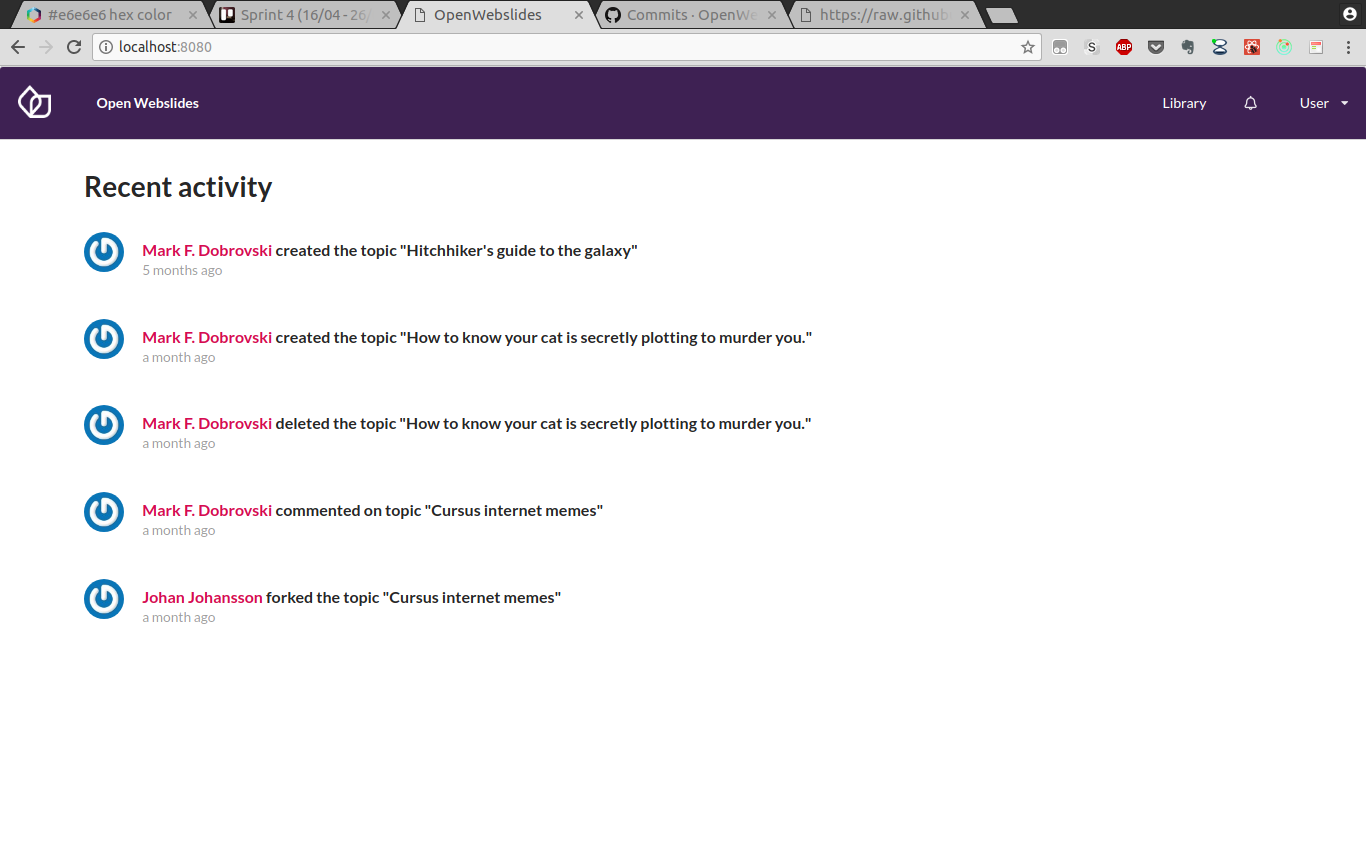 #e6e6e6 hex color
Sprint 4 (16/04 - 26/
OpenWebslides
Commits · OpenWe
https://raw.github
localhost:8080
S
ABP
Open Webslides
Library
User
Recent activity
Mark F. Dobrovski created the topic "Hitchhiker's guide to the galaxy"
5 months ago
Mark F. Dobrovski created the topic "How to know your cat is secretly plotting to murder you."
a month ago
Mark F. Dobrovski deleted the topic "How to know your cat is secretly plotting to murder you."
a month ago
Mark F. Dobrovski commented on topic "Cursus internet memes"
a month ago
Johan Johansson forked the topic "Cursus internet memes"
a month ago